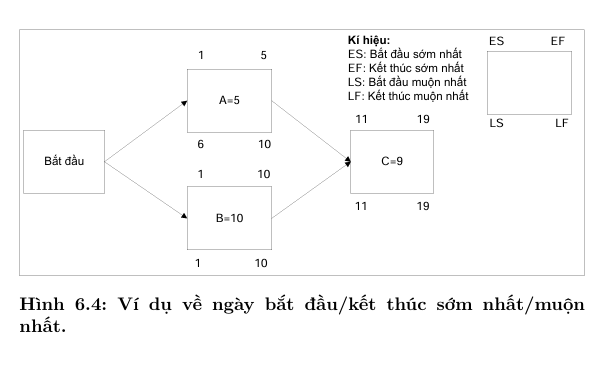 Kí hiệu:
ES: Bắt đầu sớm nhất
EF: Kết thúc sớm nhất
LS: Bắt đầu muộn nhất
LF: Kết thúc muộn nhất
ES EF
LS LF
1 5
A=5
6 10
Bắt đầu
1 10
B=10
1 10
11 19
C=9
11 19
Hình 6.4: Ví dụ về ngày bắt đầu/kết thúc sớm nhất/muộn
nhất.